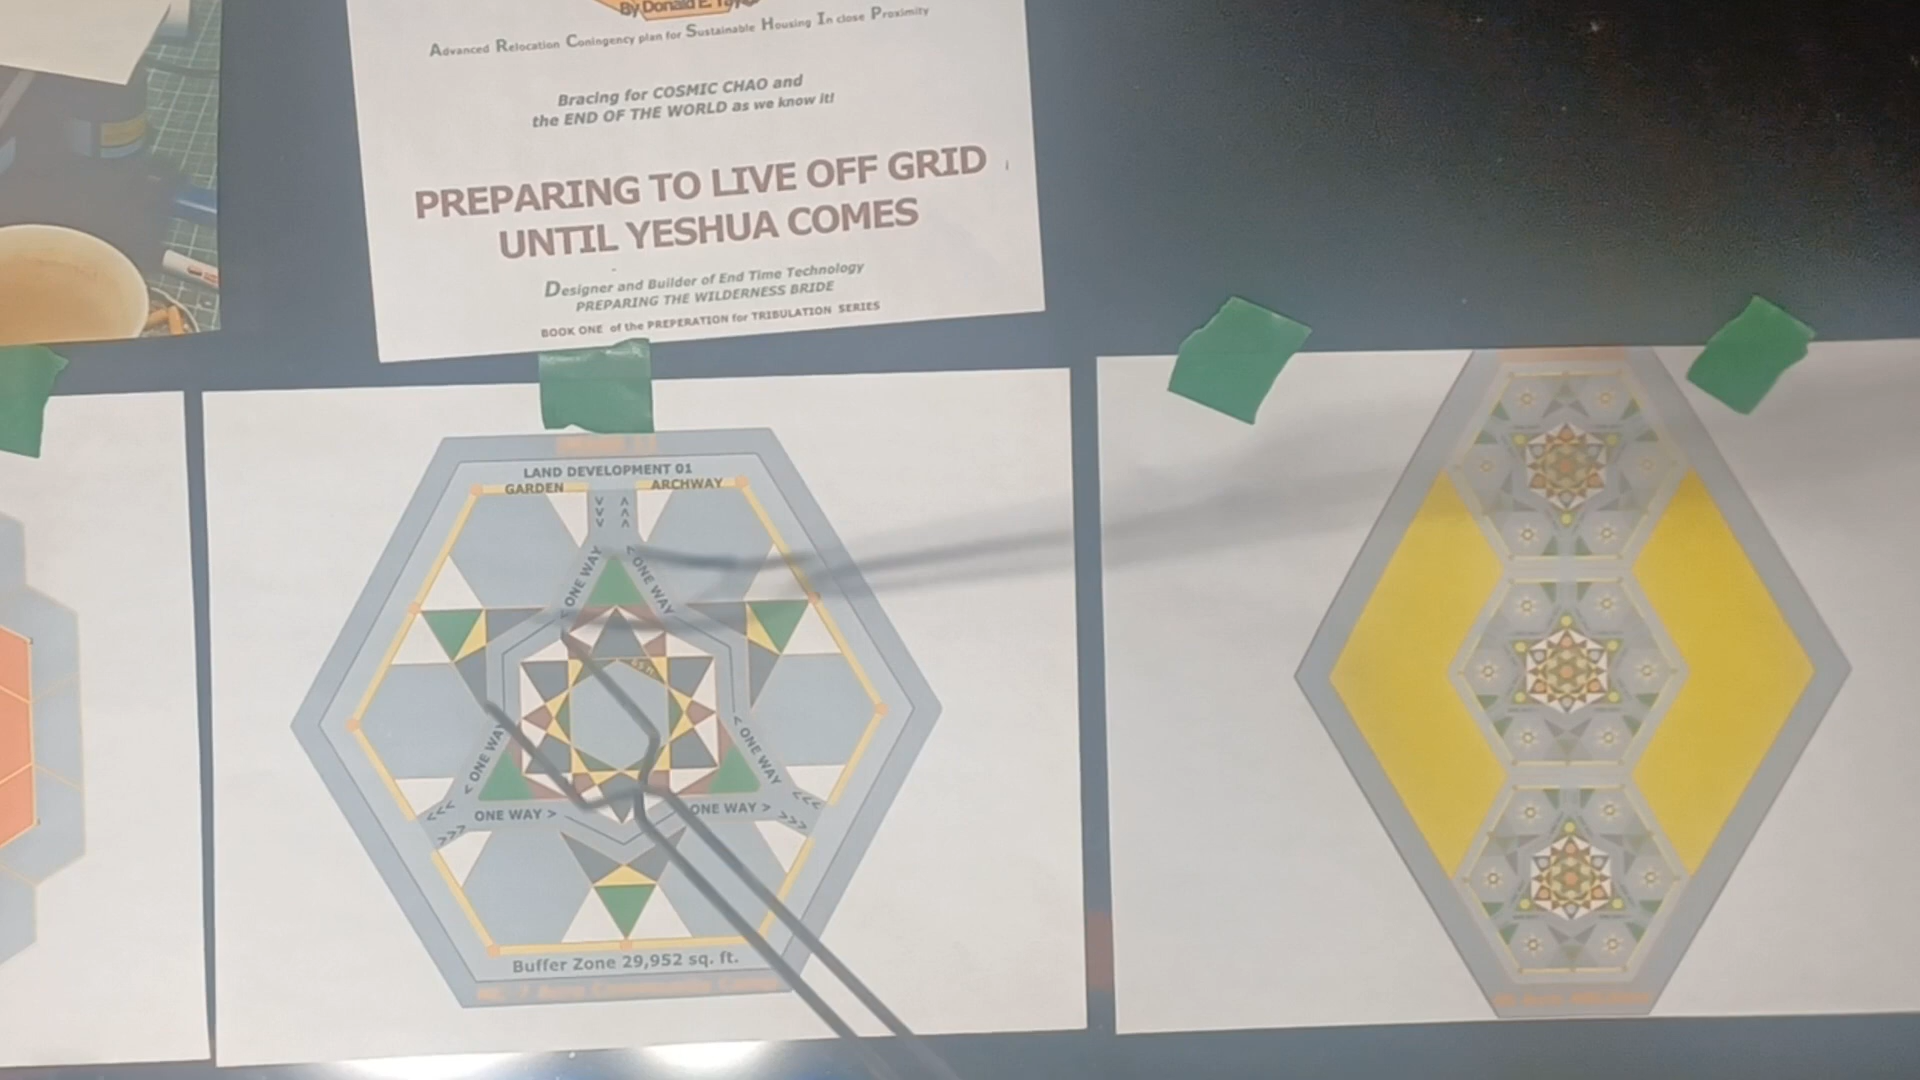 By Donald E.
Advanced Relocation Coningency plan for Sustainable Housing In close Proximity
Bracing for COSMIC CHAO and
the END OF THE WORLD as we know it!
PREPARING TO LIVE OFF GRID
UNTIL YESHUA COMES
Designer and Builder of End Time Technology
PREPARING THE WILDERNESS BRIDE
BOOK ONE of the PREPERATION for TRIBULATION SERIES
LAND DEVELOPMENT 01
GARDEN ARCHWAY
ONE WAY
< ONE WAY
< ONE WAY
< ONE WAY
ONE WAY >
ONE WAY >
Buffer Zone 29,952 sq. ft.